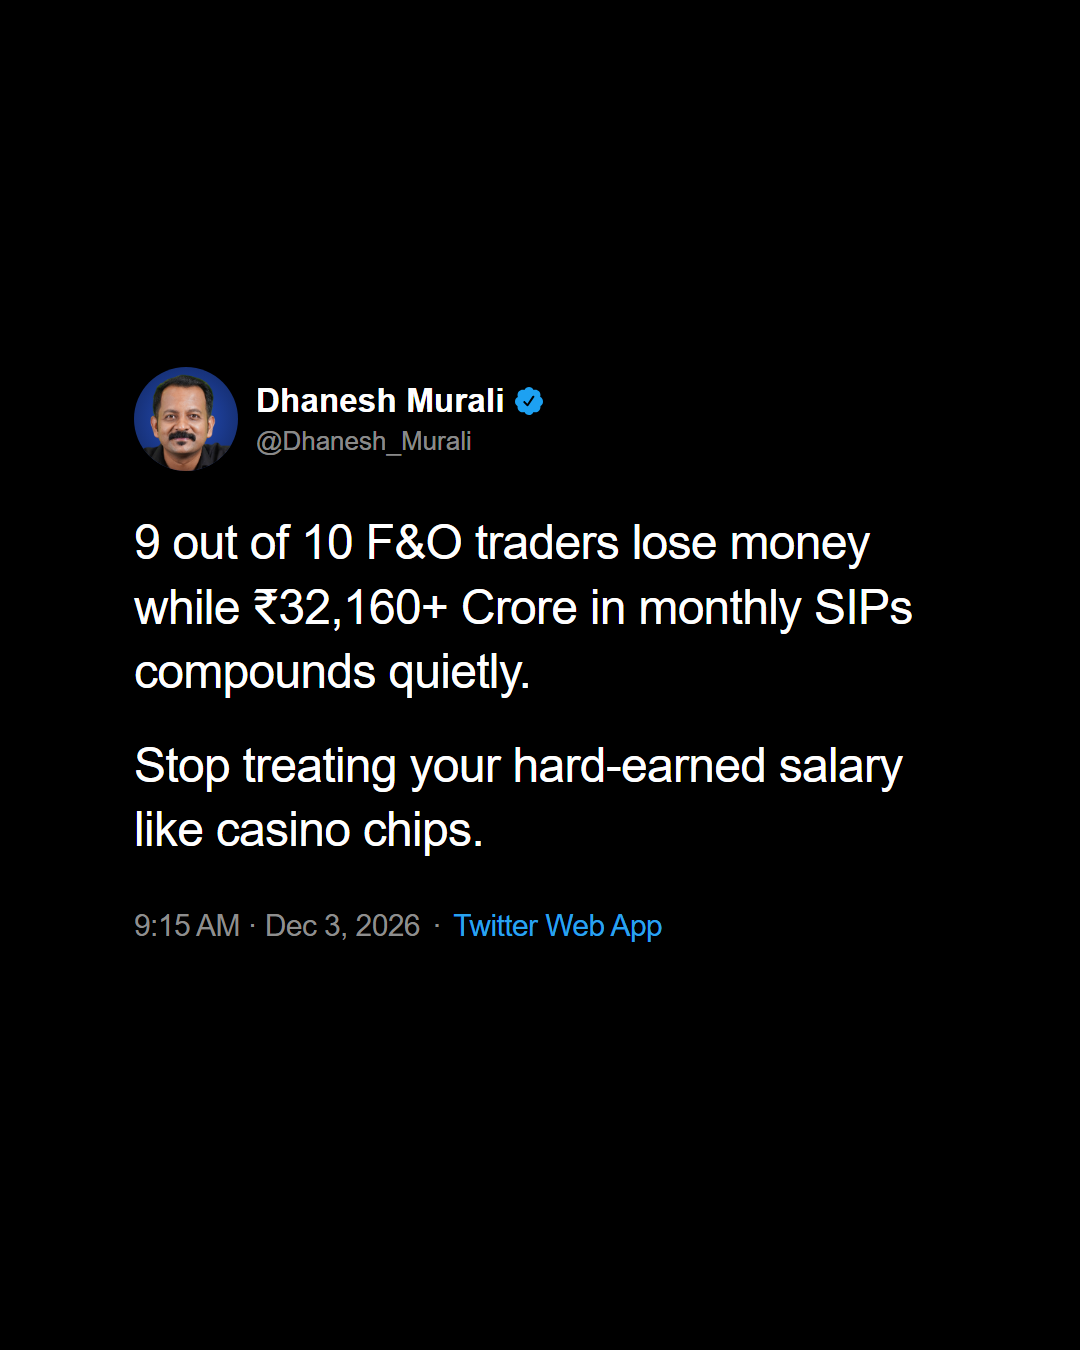 Dhanesh Murali
@Dhanesh_Murali
9 out of 10 F&O traders lose money
while ₹32,160+ Crore in monthly SIPs
compounds quietly.
Stop treating your hard-earned salary
like casino chips.
9:15 AM · Dec 3, 2026 · Twitter Web App